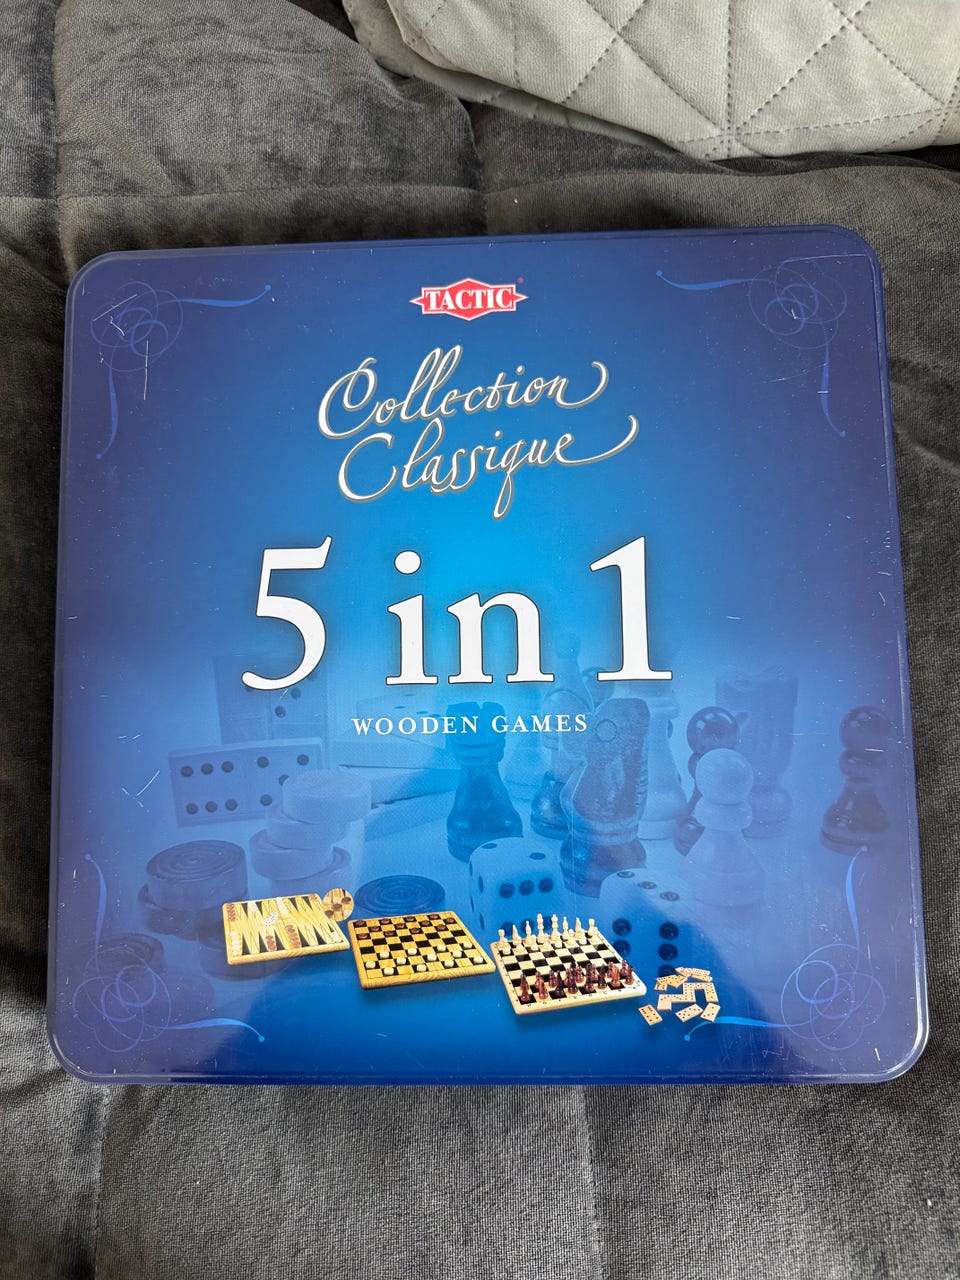 TACTIC®
Collection
Classique
5 in 1
WOODEN GAMES